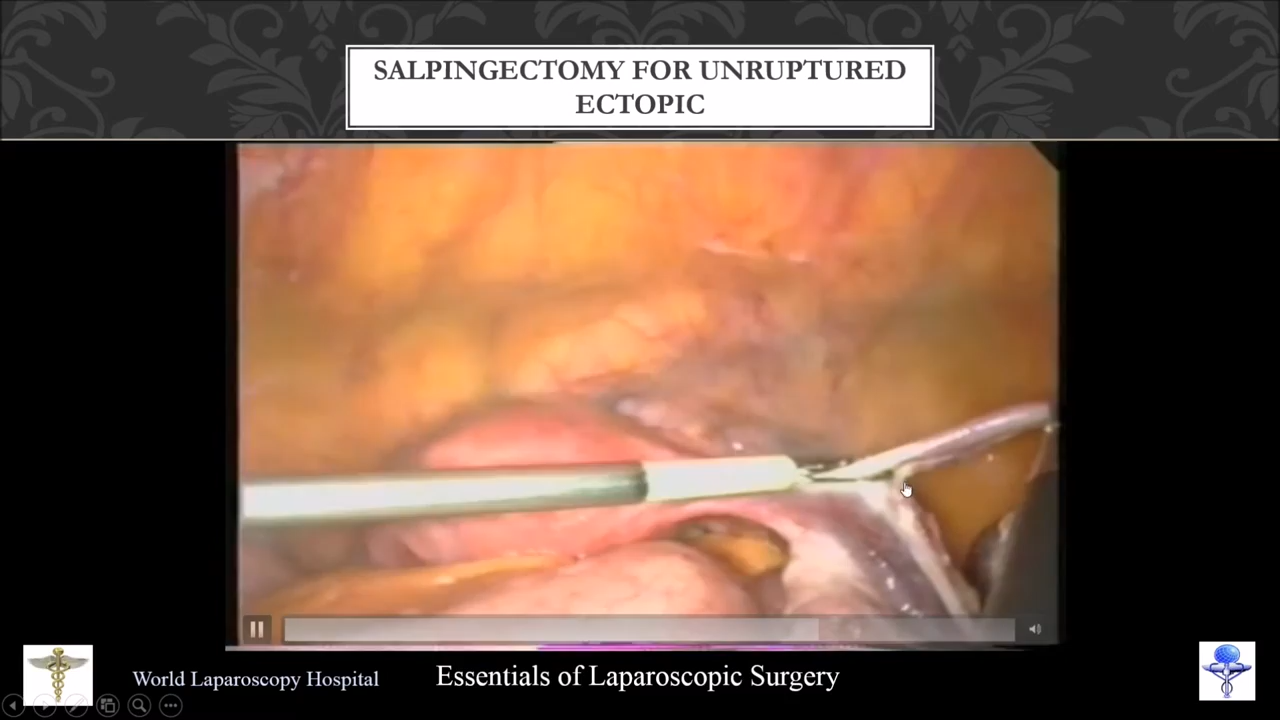 SALPINGECTOMY FOR UNRUPTURED
ECTOPIC
World Laparoscopy Hospital
Essentials of Laparoscopic Surgery